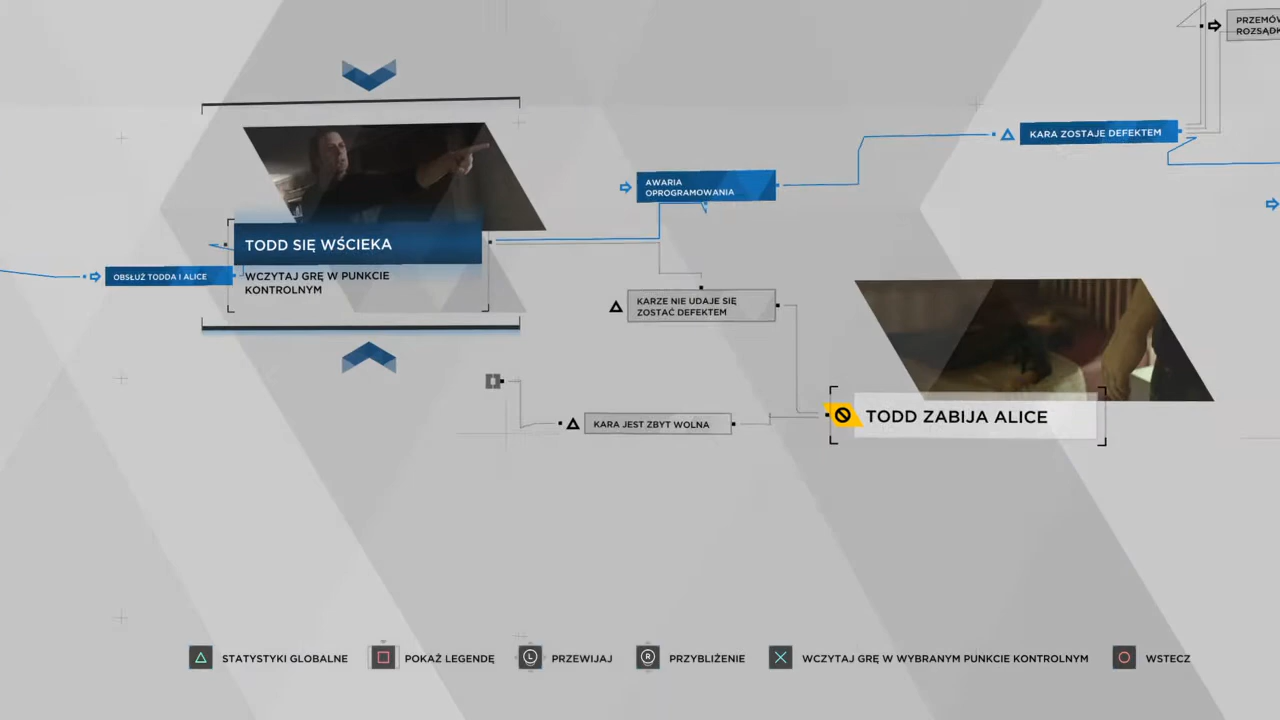 PRZEMÓW
KARA ZOSTAJE DEFEKTEM
AWARIA
OPROGRAMOWANIA
TODD SIĘ WŚCIEKA
OBSŁUŻ TODDA I ALICE
WCZYTAJ GRĘ W PUNKCIE
KONTROLNYM
KARZE NIE UDAJE SIĘ
ZOSTAĆ DEFEKTEM
KARA JEST ZBYT WOLNA
TODD ZABIJA ALICE
STATYSTYKI GLOBALNE
POKAŻ LEGENDĘ
L
PRZEWIJAJ
R
PRZYBLIŻENIE
WCZYTAJ GRĘ W WYBRANYM PUNKCIE KONTROLNYM
WSTECZ